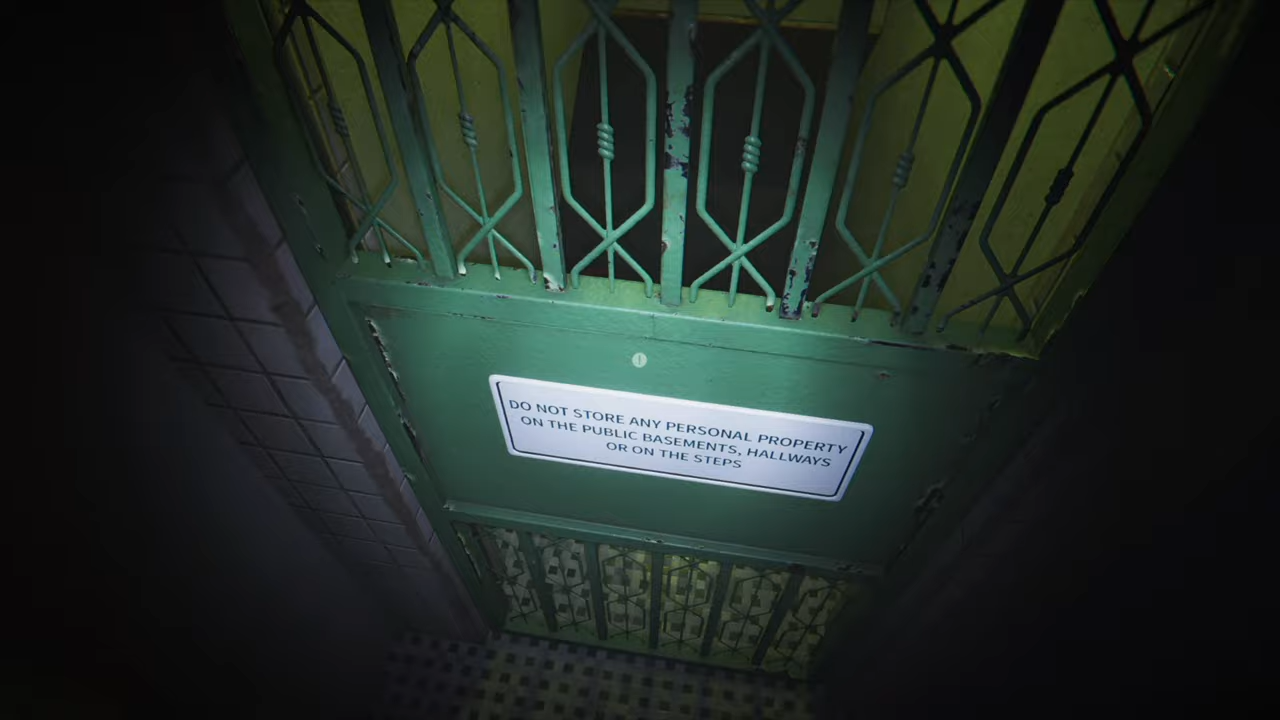 DO NOT STORE ANY PERSONAL PROPERTY
ON THE PUBLIC BASEMENTS, HALLWAYS
OR ON THE STEPS